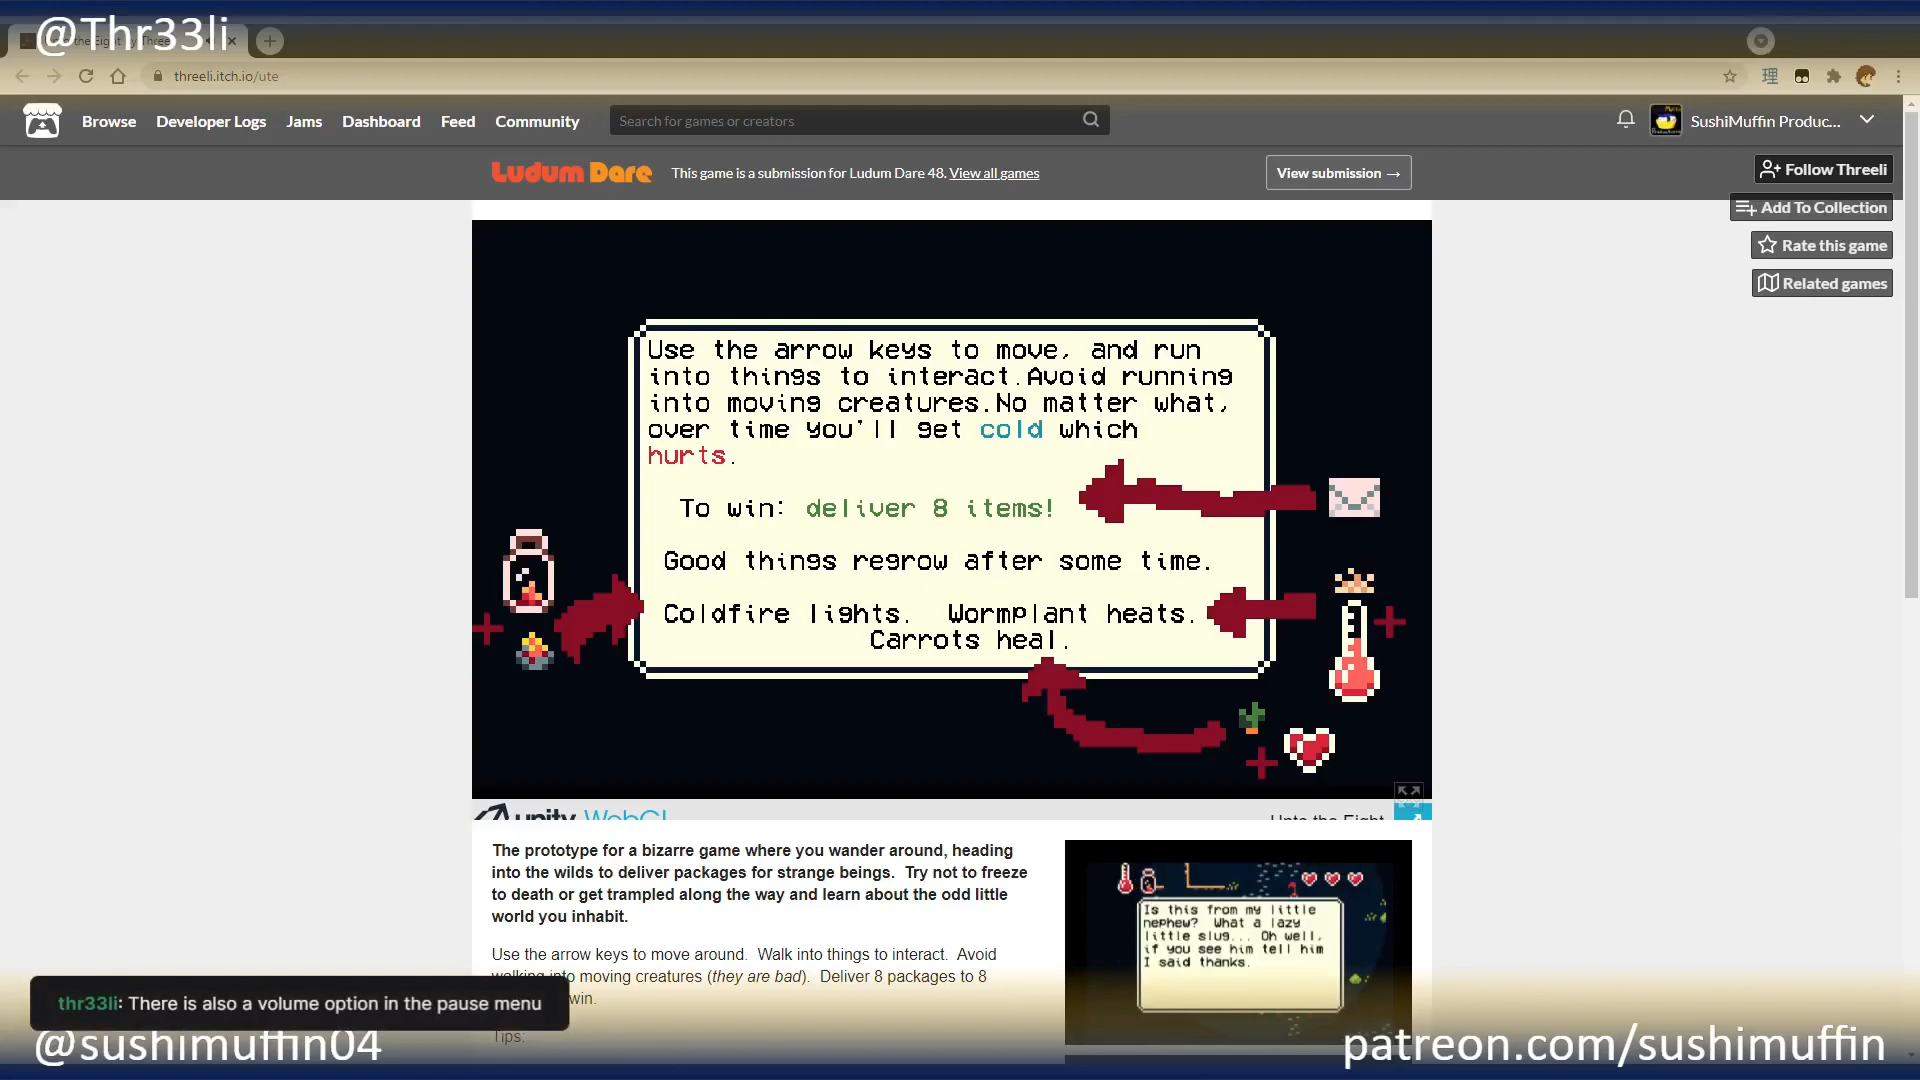 @Thr33li
threeli.itch.io/ute
理
Browse
Developer Logs
Jams
Dashboard
Feed
Community
Search for games or creators
SushiMuffin Produc...
Ludum Dare
This game is a submission for Ludum Dare 48. View all games
View submission →
Follow Threeli
Add To Collection
Rate this game
Related games
Use the arrow keys to move, and run
into things to interact.Avoid running
into moving creatures.No matter what,
over time you'll get cold which
hurts.
To win: deliver 8 items!
Good things regrow after some time.
Coldfire lights. Wormplant heats.
Carrots heal.
unity WebGL
Unto the Eight
The prototype for a bizarre game where you wander around, heading
into the wilds to deliver packages for strange beings. Try not to freeze
to death or get trampled along the way and learn about the odd little
world you inhabit.
Use the arrow keys to move around. Walk into things to interact. Avoid
walking into moving creatures (they are bad). Deliver 8 packages to 8
win.
Tips:
Is this from my little
nephew? What a lazy
little slug... Oh well,
if you see him tell him
I said thanks.
thr33li: There is also a volume option in the pause menu
@sushimuffin04
patreon.com/sushimuffin